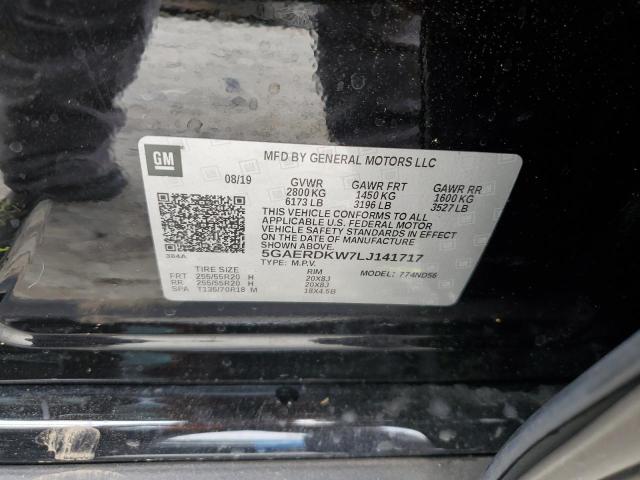 GM
MFD BY GENERAL MOTORS LLC
08/19 GVWR GAWR FRT GAWR RR
2800 KG 1450 KG 1600 KG
6173 LB 3196 LB 3527 LB
THIS VEHICLE CONFORMS TO ALL
APPLICABLE U.S. FEDERAL MOTOR
VEHICLE SAFETY STANDARDS IN
EFFECT ON THE DATE OF MANUFACTURE
SHOWN ABOVE.
384A 5GAERDKW7LJ141717
TYPE: M.P.V. MODEL: 774ND56
TIRE SIZE RIM
FRT 255/55R20 H 20X8J
RR 255/55R20 H 20X8J
SPA T135/70R18 M 18X4.5B